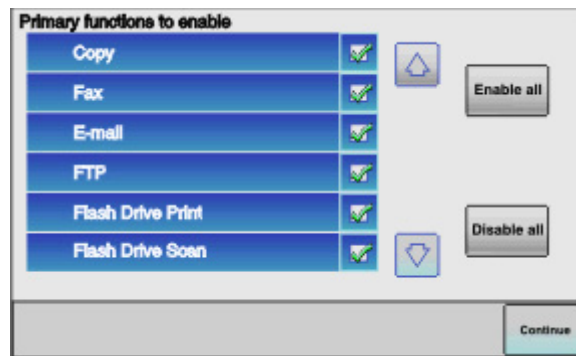 Primary functions to enable
Copy
Fax
E-mail
FTP
Flash Drive Print
Flash Drive Scan
Enable all
Disable all
Continue